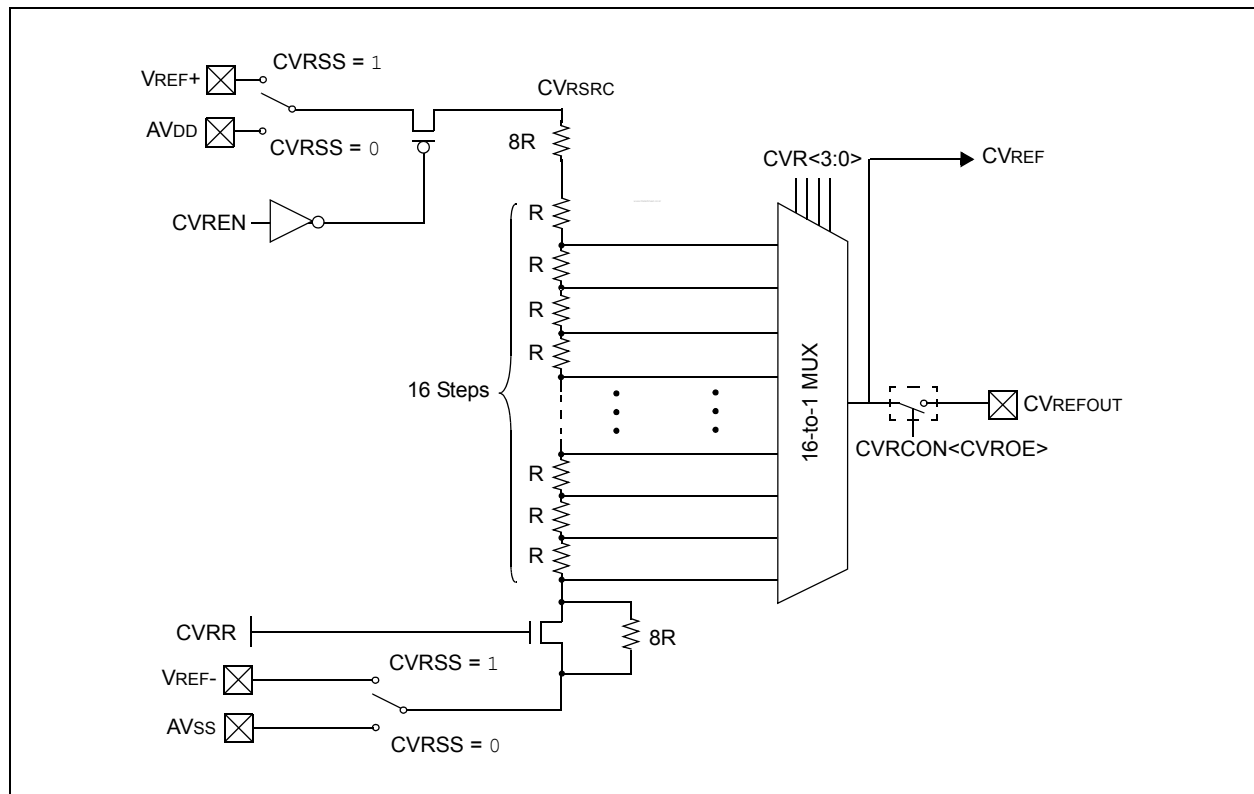 VREF+
CVRSS = 1
AVDD
CVRSS = 0
CVREN
CVRSRC
8R
R
R
R
R
16 Steps
R
R
R
CVR<3:0>
16-to-1 MUX
CVREF
CVREFOUT
CVRCON<CVROE>
CVRR
8R
VREF-
CVRSS = 1
AVSS
CVRSS = 0